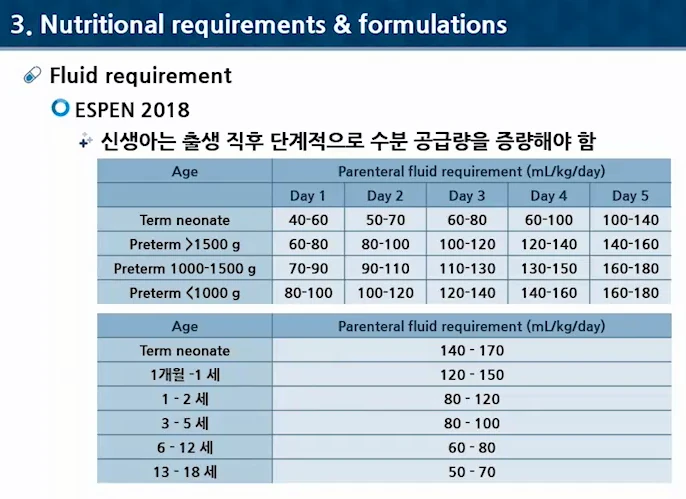 3. Nutritional requirements & formulations
Fluid requirement
ESPEN 2018
신생아는 출생 직후 단계적으로 수분 공급량을 증량해야 함
Age Parenteral fluid requirement (mL/kg/day)
Day 1 Day 2 Day 3 Day 4 Day 5
Term neonate 40-60 50-70 60-80 60-100 100-140
Preterm >1500 g 60-80 80-100 100-120 120-140 140-160
Preterm 1000-1500 g 70-90 90-110 110-130 130-150 160-180
Preterm <1000 g 80-100 100-120 120-140 140-160 160-180
Age Parenteral fluid requirement (mL/kg/day)
Term neonate 140 - 170
1개월 -1 세 120 - 150
1 - 2 세 80 - 120
3 - 5 세 80 - 100
6 - 12 세 60 - 80
13 - 18 세 50 - 70